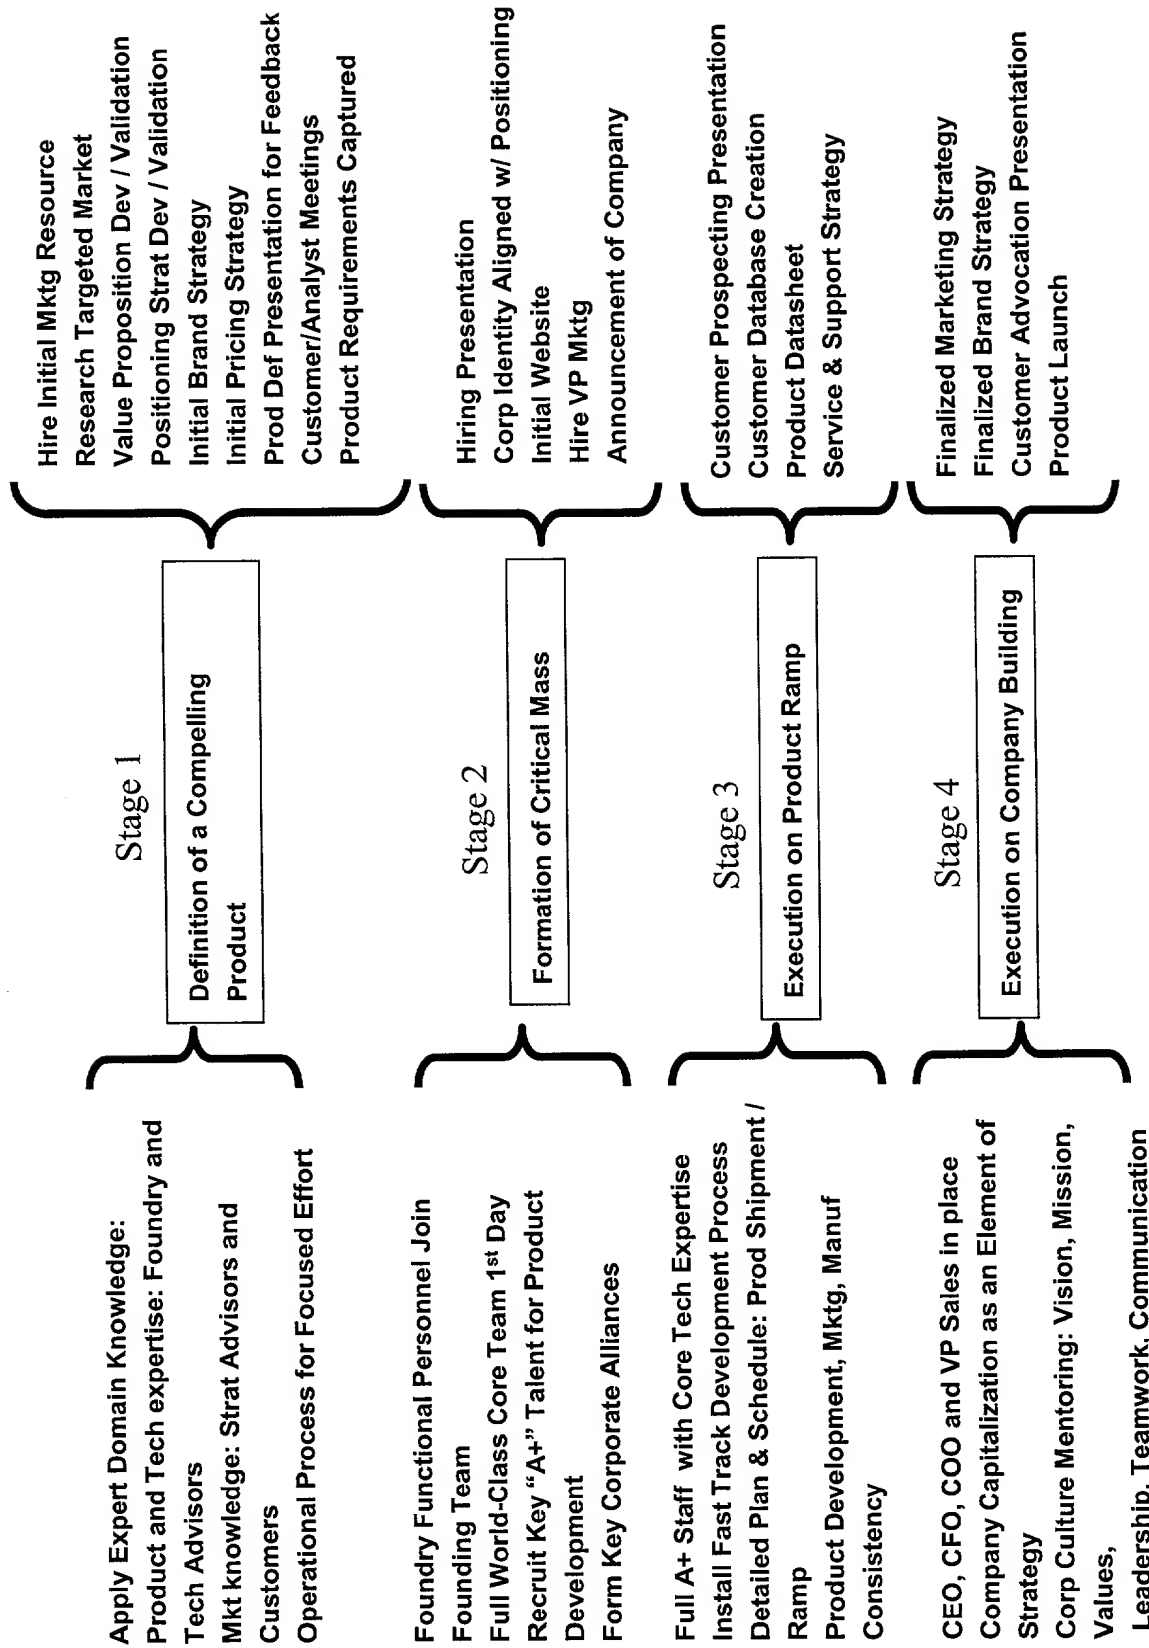 Apply Expert Domain Knowledge:
Product and Tech expertise: Foundry and
Tech Advisors
Mkt knowledge: Strat Advisors and
Customers
Operational Process for Focused Effort
Stage 1
Definition of a Compelling
Product
Hire Initial Mktg Resource
Research Targeted Market
Value Proposition Dev / Validation
Positioning Strat Dev / Validation
Initial Brand Strategy
Initial Pricing Strategy
Prod Def Presentation for Feedback
Customer/Analyst Meetings
Product Requirements Captured
Foundry Functional Personnel Join
Founding Team
Full World-Class Core Team 1st Day
Recruit Key “A+” Talent for Product
Development
Form Key Corporate Alliances
Stage 2
Formation of Critical Mass
Hiring Presentation
Corp Identity Aligned w/ Positioning
Initial Website
Hire VP Mktg
Announcement of Company
Full A+ Staff with Core Tech Expertise
Install Fast Track Development Process
Detailed Plan & Schedule: Prod Shipment /
Ramp
Product Development, Mktg, Manuf
Consistency
Stage 3
Execution on Product Ramp
Customer Prospecting Presentation
Customer Database Creation
Product Datasheet
Service & Support Strategy
CEO, CFO, COO and VP Sales in place
Company Capitalization as an Element of
Strategy
Corp Culture Mentoring: Vision, Mission,
Values,
Leadership, Teamwork, Communication
Stage 4
Execution on Company Building
Finalized Marketing Strategy
Finalized Brand Strategy
Customer Advocation Presentation
Product Launch